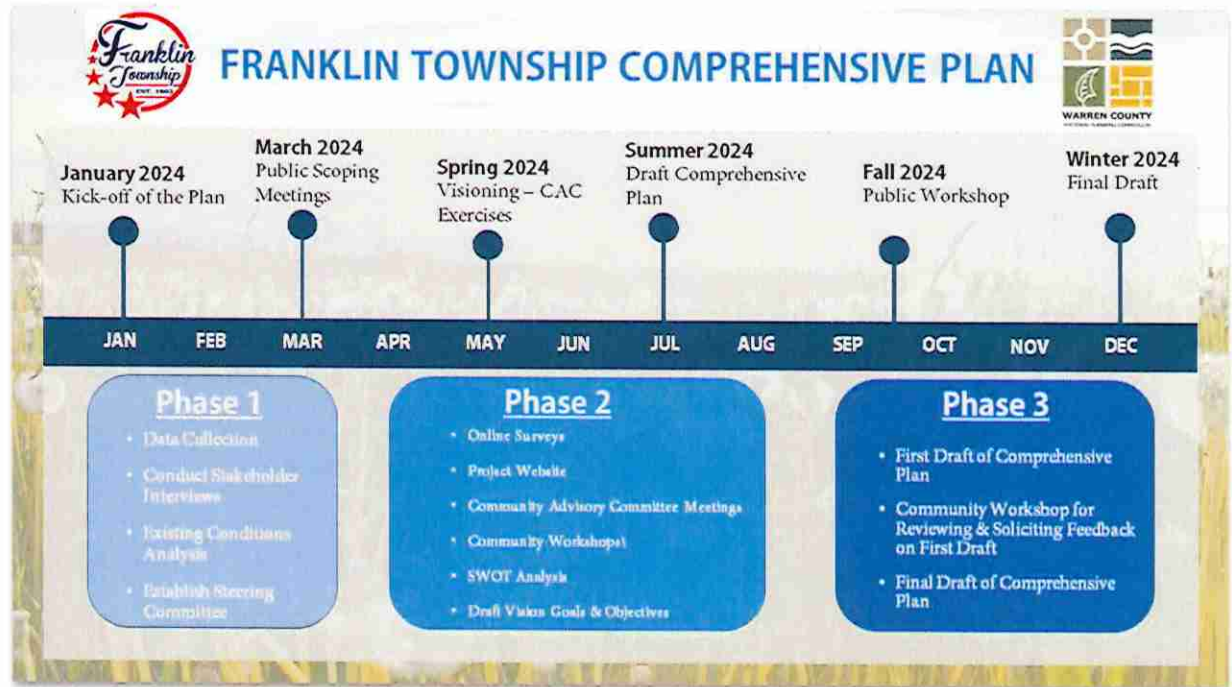 Franklin
Township
FRANKLIN TOWNSHIP COMPREHENSIVE PLAN
WARREN COUNTY
January 2024
Kick-off of the Plan
March 2024
Public Scoping
Meetings
Spring 2024
Visioning – CAC
Exercises
Summer 2024
Draft Comprehensive
Plan
Fall 2024
Public Workshop
Winter 2024
Final Draft
JAN FEB MAR APR MAY JUN JUL AUG SEP OCT NOV DEC
Phase 1
• Data Collection
• Conduct Stakeholder
Interviews
• Existing Conditions
Analysis
• Establish Steering
Committee
Phase 2
• Online Surveys
• Project Website
• Community Advisory Committee Meetings
• Community Workshops\
• SWOT Analysis
• Draft Vision Goals & Objectives
Phase 3
• First Draft of Comprehensive
Plan
• Community Workshop for
Reviewing & Soliciting Feedback
on First Draft
• Final Draft of Comprehensive
Plan